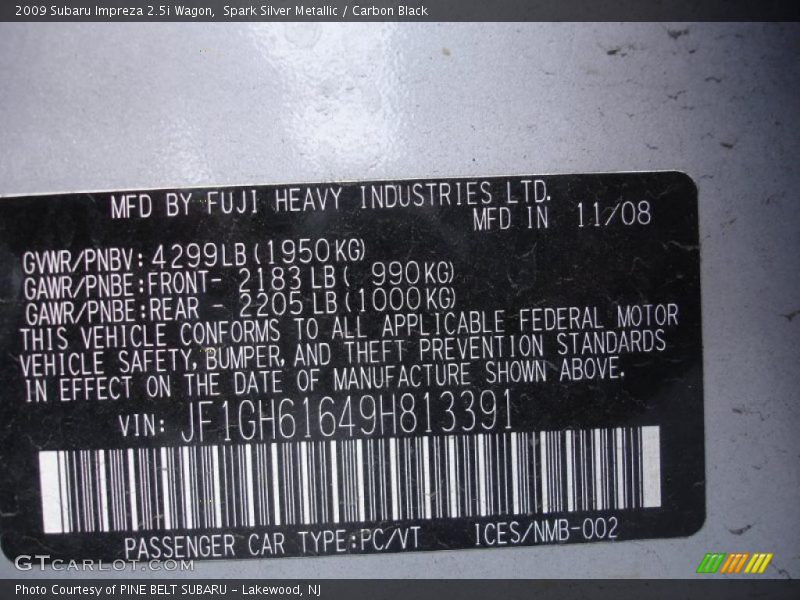 2009 Subaru Impreza 2.5i Wagon,  Spark Silver Metallic / Carbon Black
MFD BY FUJI HEAVY INDUSTRIES LTD.
MFD IN 11/08
GVWR/PNBV:4299LB(1950KG)
GAWR/PNBE:FRONT- 2183LB( 990KG)
GAWR/PNBE:REAR - 2205LB(1000KG)
THIS VEHICLE CONFORMS TO ALL APPLICABLE FEDERAL MOTOR
VEHICLE SAFETY, BUMPER, AND THEFT PREVENTION STANDARDS
IN EFFECT ON THE DATE OF MANUFACTURE SHOWN ABOVE.
VIN: JF1GH61649H813391
PASSENGER CAR TYPE:PC/VT ICES/NMB-002
GTCARLOT.COM
Photo Courtesy of PINE BELT SUBARU - Lakewood, NJ